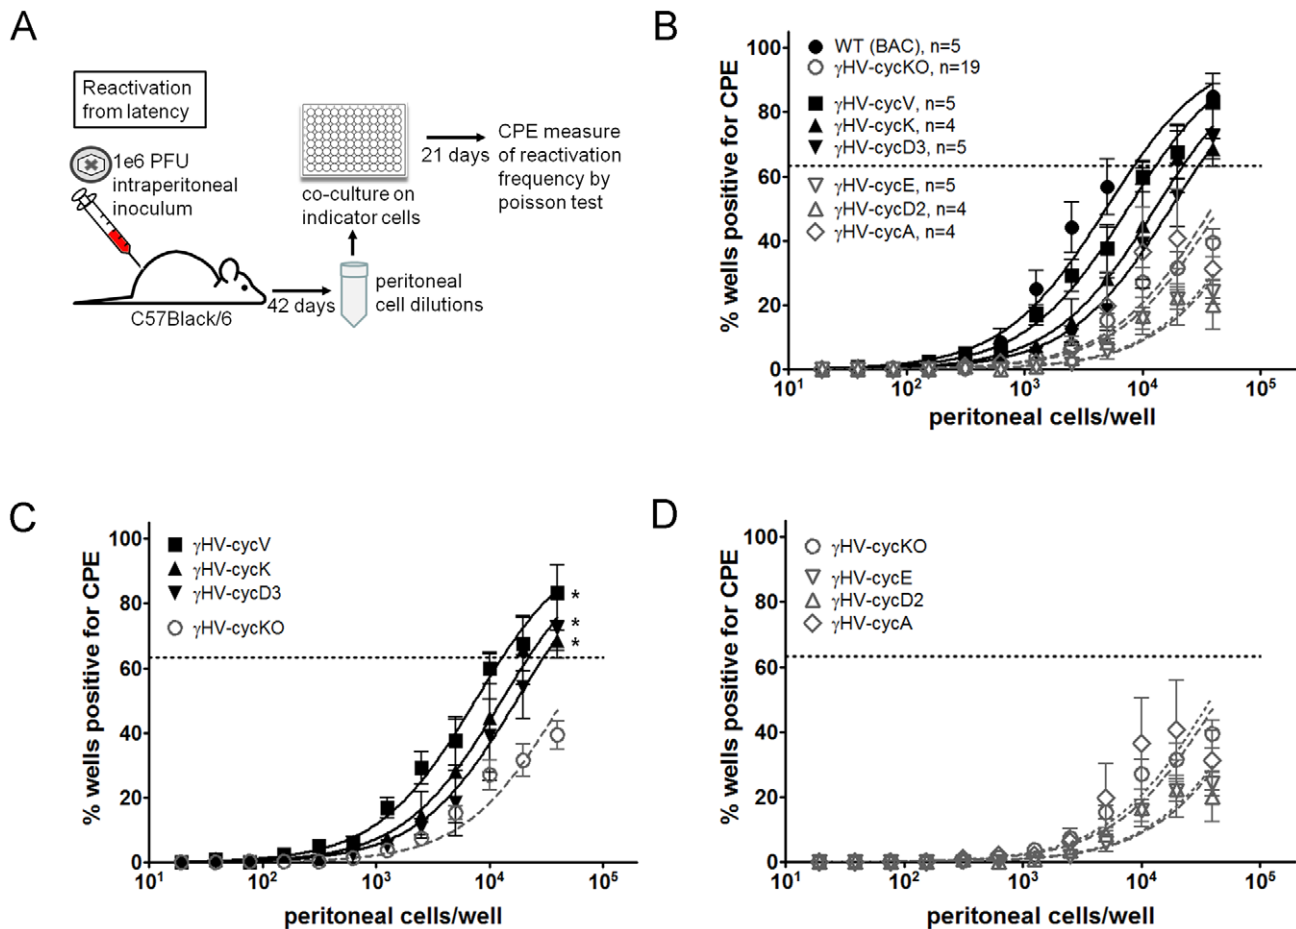 A
Reactivation
from latency
1e6 PFU
intraperitoneal
inoculum
C57Black/6
42 days
peritoneal
cell dilutions
co-culture on
indicator cells
21 days
CPE measure
of reactivation
frequency by
poisson test
B
WT (BAC), n=5
γHV-cycKO, n=19
γHV-cycV, n=5
γHV-cycK, n=4
γHV-cycD3, n=5
γHV-cycE, n=5
γHV-cycD2, n=4
γHV-cycA, n=4
% wells positive for CPE
100
80
60
40
20
0
10¹ 10² 10³ 10⁴ 10⁵
peritoneal cells/well
C
γHV-cycV
γHV-cycK
γHV-cycD3
γHV-cycKO
% wells positive for CPE
100
80
60
40
20
0
*
*
*
10¹ 10² 10³ 10⁴ 10⁵
peritoneal cells/well
D
γHV-cycKO
γHV-cycE
γHV-cycD2
γHV-cycA
% wells positive for CPE
100
80
60
40
20
0
10¹ 10² 10³ 10⁴ 10⁵
peritoneal cells/well